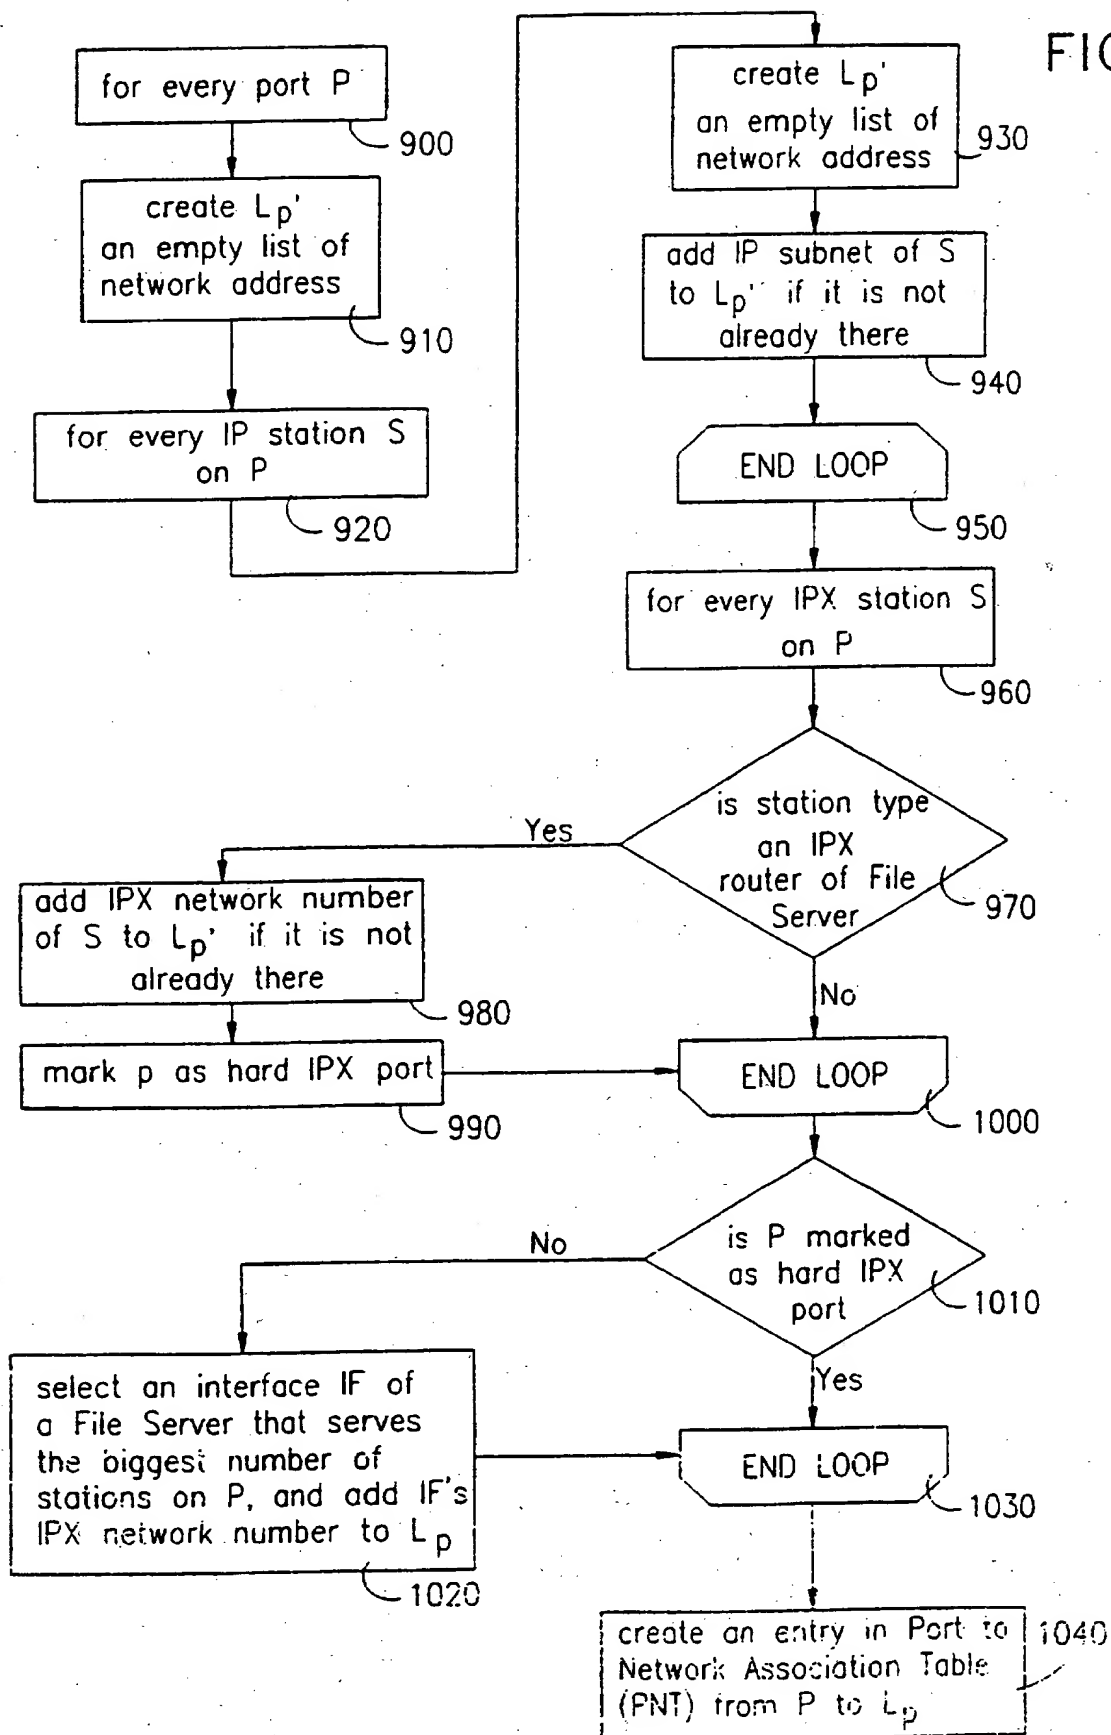 FIG
for every port P
900
create Lp'
an empty list of
network address
910
for every IP station S
on P
920
create Lp'
an empty list of
network address
930
add IP subnet of S
to Lp'' if it is not
already there
940
END LOOP
950
for every IPX station S
on P
960
is station type
an IPX
router of File
Server
970
Yes
No
add IPX network number
of S to Lp' if it is not
already there
980
mark p as hard IPX port
990
END LOOP
1000
is P marked
as hard IPX
port
1010
No
Yes
select an interface IF of
a File Server that serves
the biggest number of
stations on P, and add IF's
IPX network number to Lp
1020
END LOOP
1030
create an entry in Port to
Network Association Table
(PNT) from P to Lp
1040